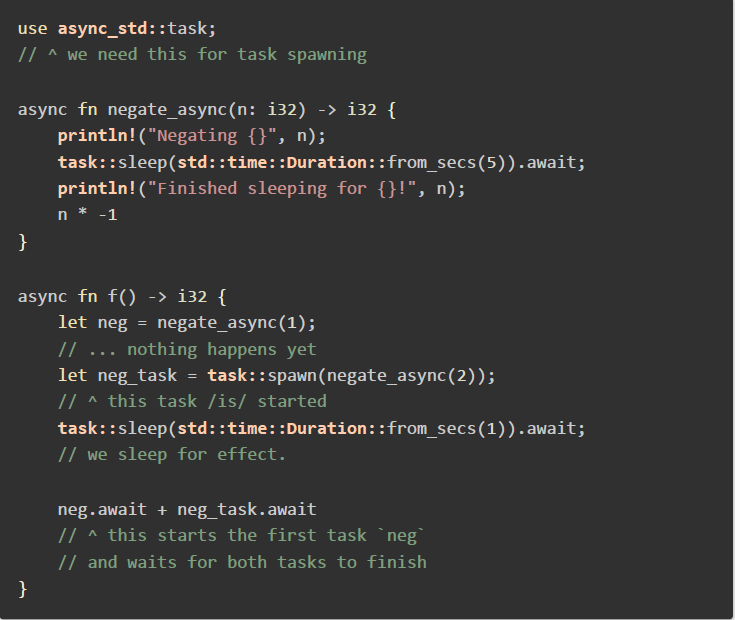 use async_std::task;
// ^ we need this for task spawning

async fn negate_async(n: i32) -> i32 {
    println!("Negating {}", n);
    task::sleep(std::time::Duration::from_secs(5)).await;
    println!("Finished sleeping for {}!", n);
    n * -1
}

async fn f() -> i32 {
    let neg = negate_async(1);
    // ... nothing happens yet
    let neg_task = task::spawn(negate_async(2));
    // ^ this task /is/ started
    task::sleep(std::time::Duration::from_secs(1)).await;
    // we sleep for effect.

    neg.await + neg_task.await
    // ^ this starts the first task `neg`
    // and waits for both tasks to finish
}